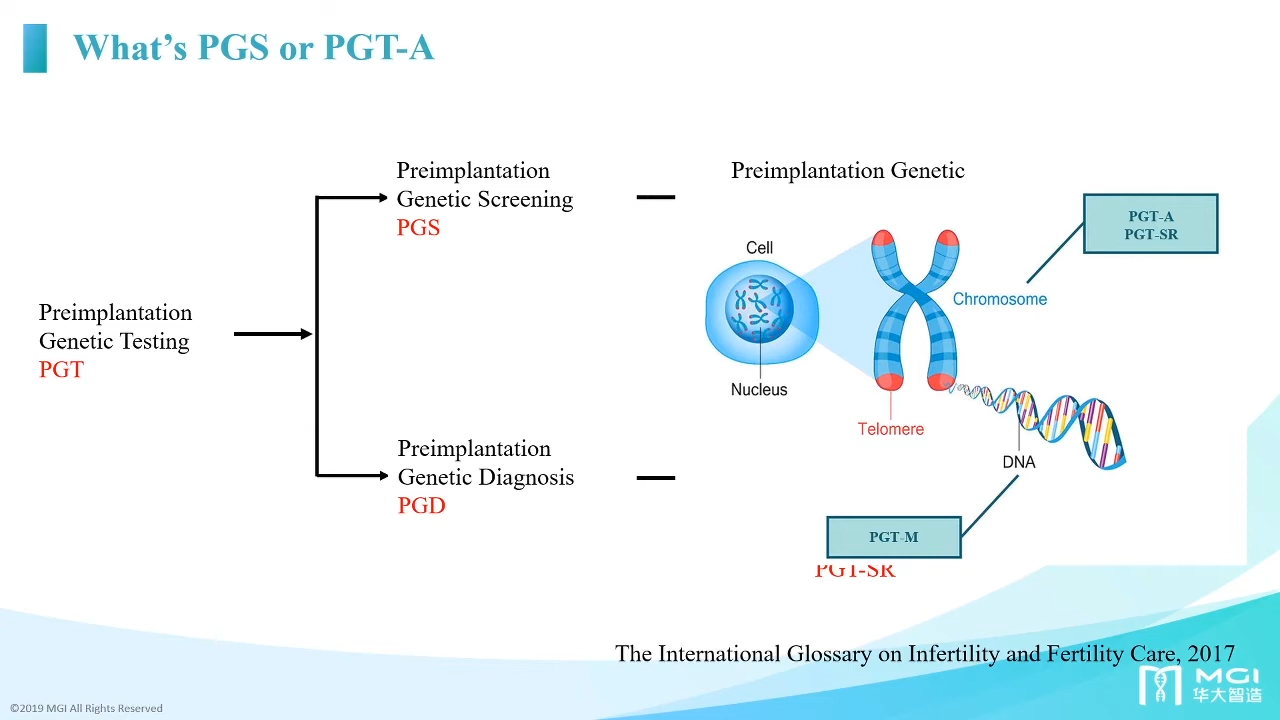 What's PGS or PGT-A
Preimplantation
Genetic Screening
PGS
Preimplantation Genetic
PGT-A
PGT-SR
Cell
Chromosome
Preimplantation
Genetic Testing
PGT
Nucleus
Telomere
Preimplantation
Genetic Diagnosis
PGD
DNA
PGT-M
PGT-SR
The International Glossary on Infertility and Fertility Care, 2017
MGI
华大智造
©2019 MGI All Rights Reserved